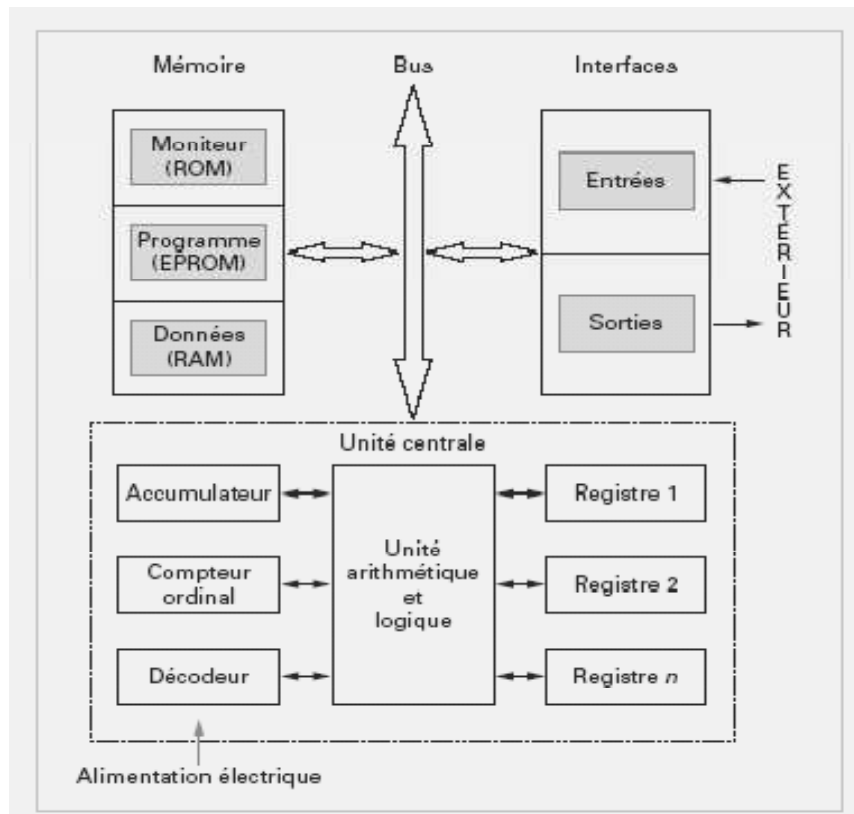 Mémoire
Bus
Interfaces
Moniteur
(ROM)
Programme
(EPROM)
Données
(RAM)
Entrées
Sorties
EXTERIEUR
Unité centrale
Accumulateur
Compteur
ordinal
Décodeur
Unité
arithmétique
et
logique
Registre 1
Registre 2
Registre n
Alimentation électrique